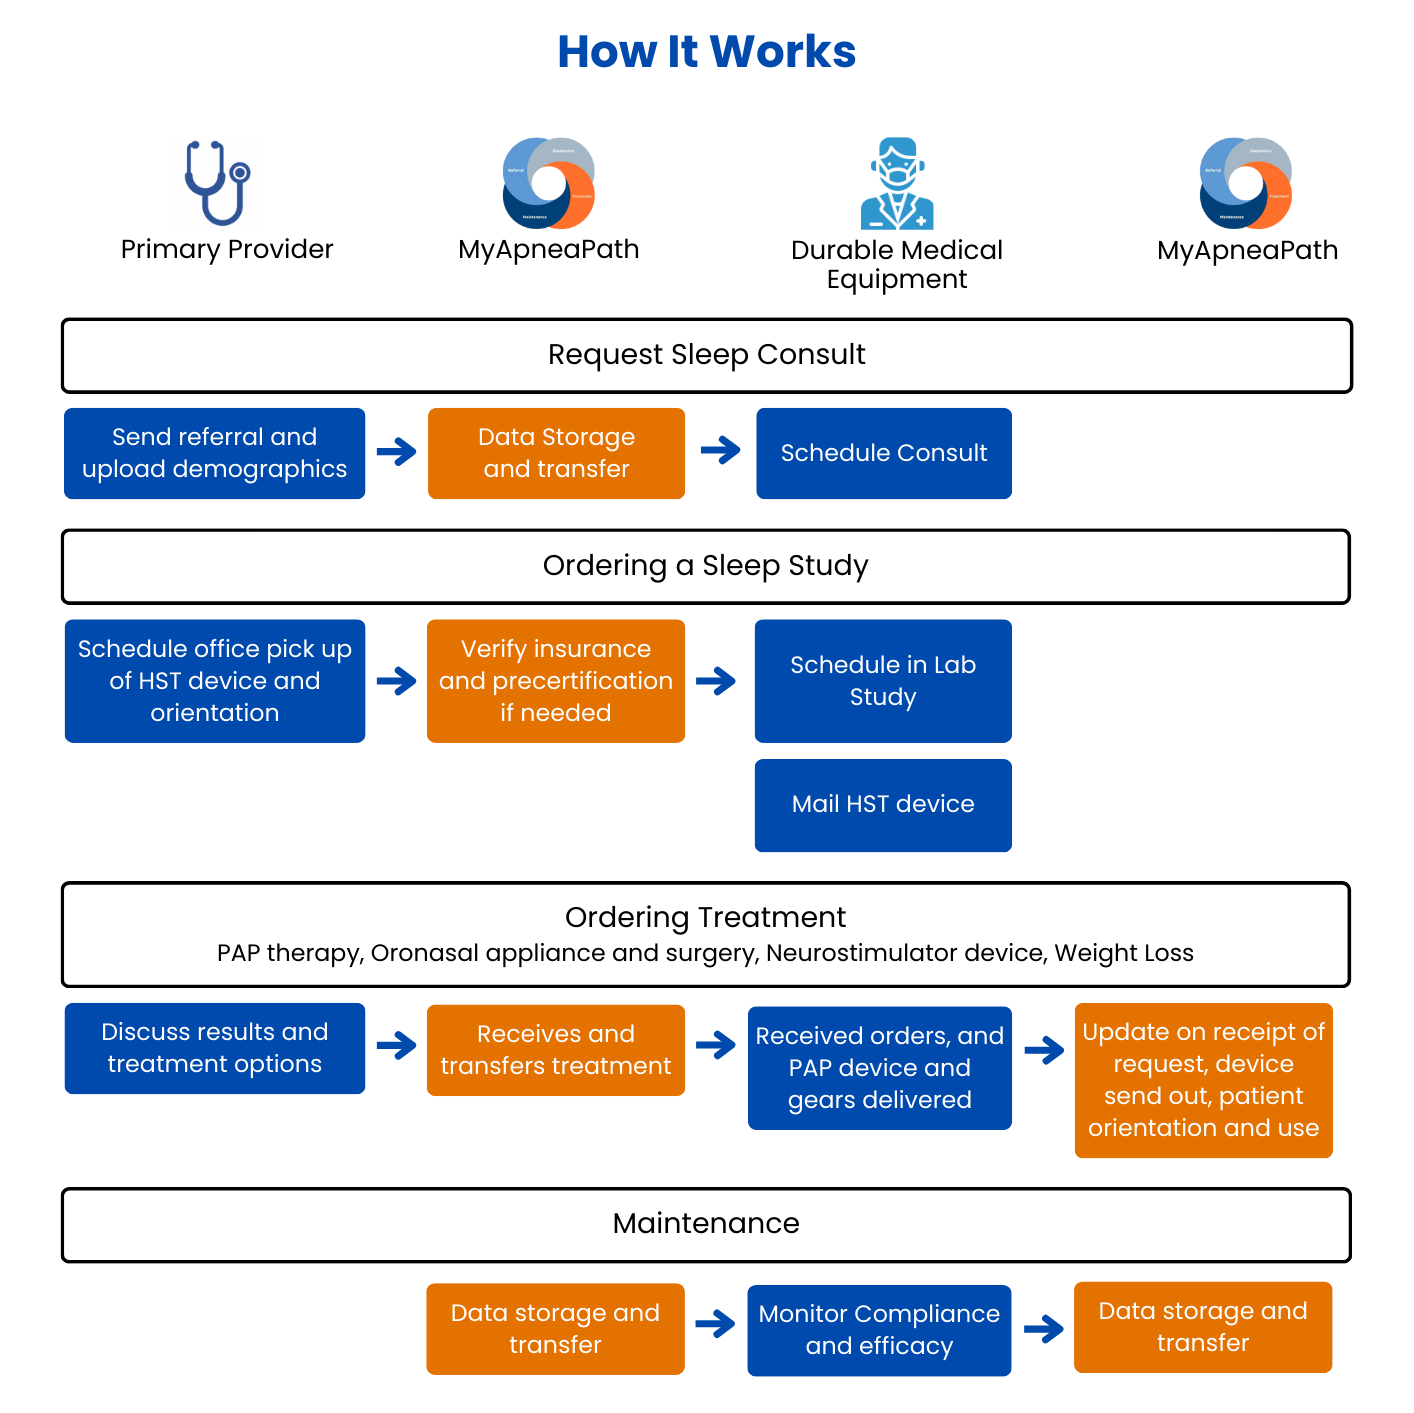 How It Works
Referral
Diagnostics
Treatment
Maintenance
Referral
Diagnostics
Treatment
Maintenance
Primary Provider
MyApneaPath
Durable Medical
Equipment
MyApneaPath
Request Sleep Consult
Send referral and
upload demographics
Data Storage
and transfer
Schedule Consult
Ordering a Sleep Study
Schedule office pick up
of HST device and
orientation
Verify insurance
and precertification
if needed
Schedule in Lab
Study
Mail HST device
Ordering Treatment
PAP therapy, Oronasal appliance and surgery, Neurostimulator device, Weight Loss
Discuss results and
treatment options
Receives and
transfers treatment
Received orders, and
PAP device and
gears delivered
Update on receipt of
request, device
send out, patient
orientation and use
Maintenance
Data storage and
transfer
Monitor Compliance
and efficacy
Data storage and
transfer